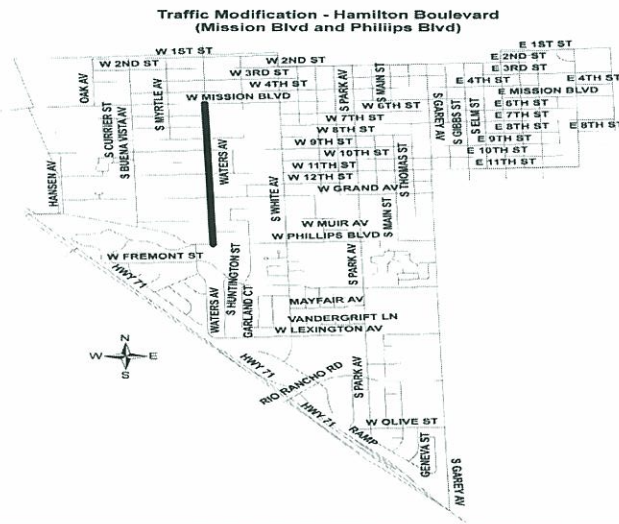 Traffic Modification - Hamilton Boulevard
(Mission Blvd and Philiips Blvd)
W 1ST ST
E 1ST ST
W 2ND ST
W 2ND ST
E 2ND ST
W 3RD ST
E 3RD ST
OAK AV
S MYRTLE AV
W 4TH ST
S PARK AV
S MAIN ST
E 4TH ST
E 4TH ST
W MISSION BLVD
E MISSION BLVD
S CURRIER ST
S BUENA VISTA AV
W 6TH ST
S GAREY AV
S GIBBS ST
S ELM ST
E 6TH ST
W 7TH ST
E 7TH ST
W 8TH ST
E 8TH ST
E 8TH ST
WATERS AV
W 9TH ST
E 9TH ST
W 10TH ST
E 10TH ST
W 11TH ST
S THOMAS ST
E 11TH ST
W 12TH ST
HANSEN AV
S WHITE AV
W GRAND AV
W MUIR AV
S MAIN ST
W PHILLIPS BLVD
W FREMONT ST
S PARK AV
HWY 71
WATERS AV
S HUNTINGTON ST
GARLAND CT
MAYFAIR AV
VANDERGRIFT LN
W LEXINGTON AV
N
W
E
S
HWY 71
RIO RANCHO RD
S PARK AV
HWY 71
RAMP
W OLIVE ST
GENEVA ST
S GAREY AV